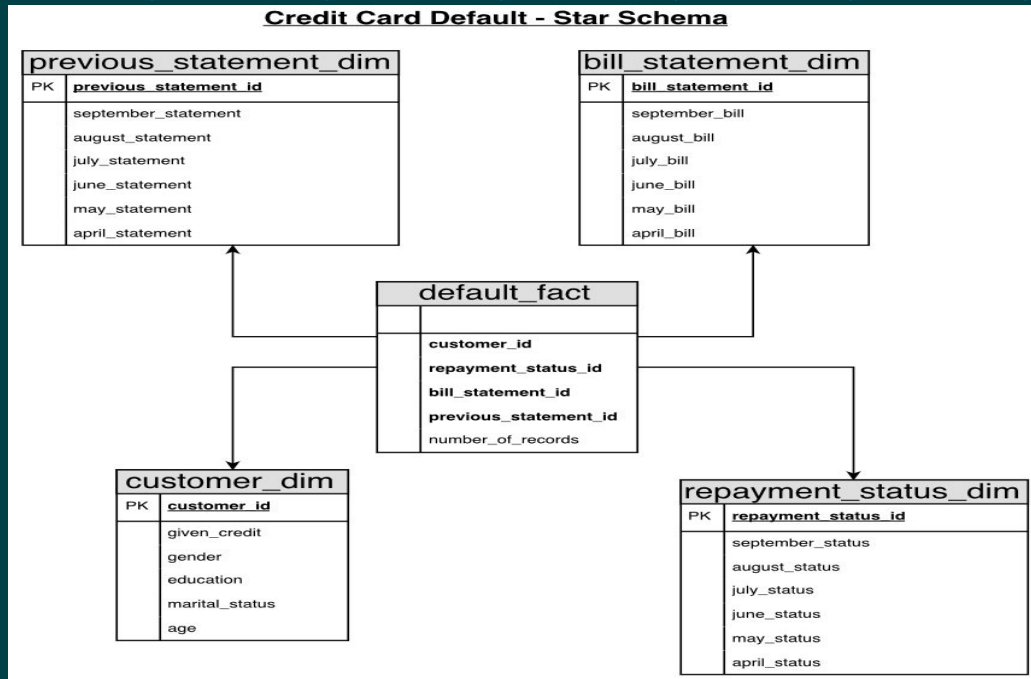 Credit Card Default - Star Schema
previous_statement_dim
PK previous_statement_id
september_statement
august_statement
july_statement
june_statement
may_statement
april_statement
bill_statement_dim
PK bill_statement_id
september_bill
august_bill
july_bill
june_bill
may_bill
april_bill
default_fact
customer_id
repayment_status_id
bill_statement_id
previous_statement_id
number_of_records
customer_dim
PK customer_id
given_credit
gender
education
marital_status
age
repayment_status_dim
PK repayment_status_id
september_status
august_status
july_status
june_status
may_status
april_status